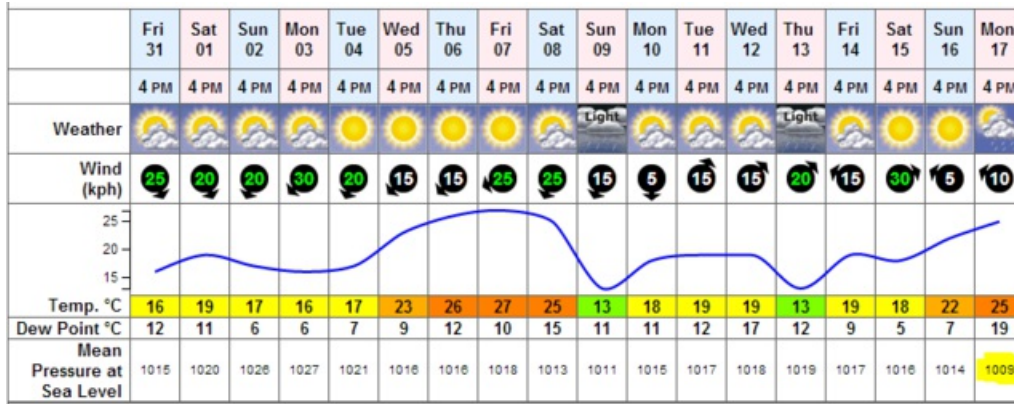 Fri Sat Sun Mon Tue Wed Thu Fri Sat Sun Mon Tue Wed Thu Fri Sat Sun Mon
31 01 02 03 04 05 06 07 08 09 10 11 12 13 14 15 16 17
4 PM 4 PM 4 PM 4 PM 4 PM 4 PM 4 PM 4 PM 4 PM 4 PM 4 PM 4 PM 4 PM 4 PM 4 PM 4 PM 4 PM 4 PM
Light Light
Weather
Wind
25 20 20 30 20 15 15 25 25 15 5 15 15 20 15 30 5 10
(kph)
25
20
15
Temp. °C 16 19 17 16 17 23 26 27 25 13 18 19 19 13 19 18 22 25
Dew Point °C 12 11 6 6 7 9 12 10 15 11 11 12 17 12 9 5 7 19
Mean
Pressure at 1015 1020 1026 1027 1021 1016 1016 1018 1013 1011 1015 1017 1018 1019 1017 1016 1014 1009
Sea Level